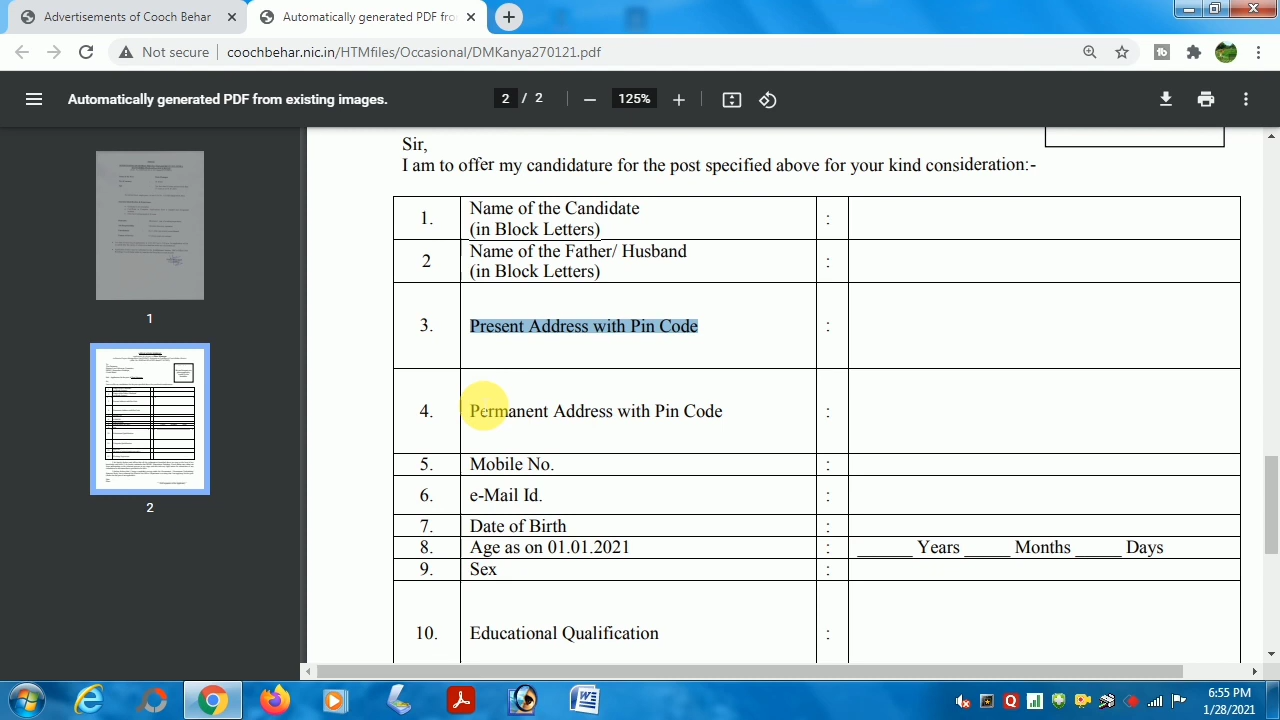 Advertisements of Cooch Behar
Automatically generated PDF fro
Not secure
coochbehar.nic.in/HTMfiles/Occasional/DMKanya270121.pdf
Automatically generated PDF from existing images.
2 / 2
125%
1
2
Sir,
I am to offer my candidature for the post specified above for your kind consideration:-
1. Name of the Candidate :
(in Block Letters)
2 Name of the Father/ Husband :
(in Block Letters)
3. Present Address with Pin Code :
4. Permanent Address with Pin Code :
5. Mobile No. :
6. e-Mail Id. :
7. Date of Birth :
8. Age as on 01.01.2021 : ______ Years _____ Months _____ Days
9. Sex :
10. Educational Qualification :
6:55 PM
1/28/2021